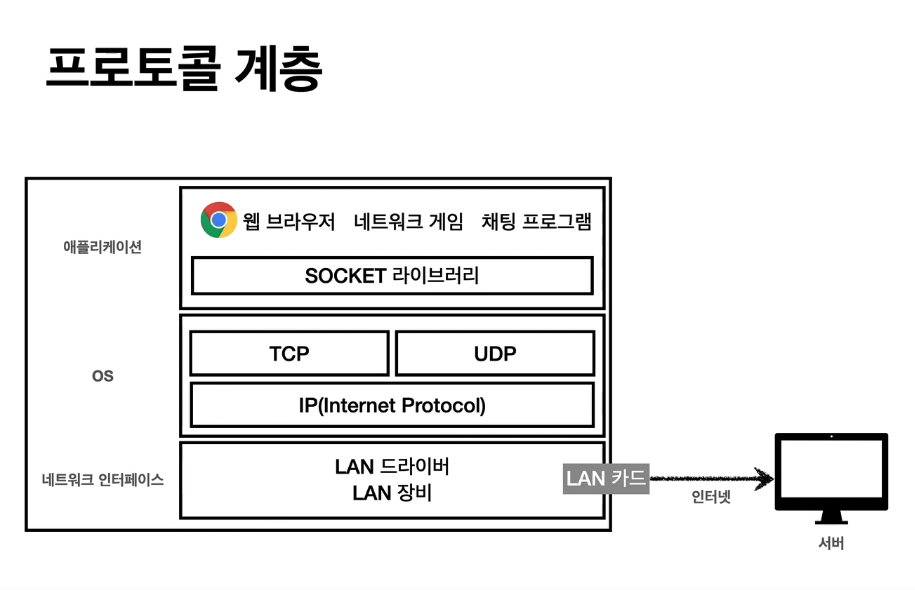 프로토콜 계층
애플리케이션
웹 브라우저 네트워크 게임 채팅 프로그램
SOCKET 라이브러리
OS
TCP UDP
IP(Internet Protocol)
네트워크 인터페이스
LAN 드라이버
LAN 장비
LAN 카드
인터넷
서버